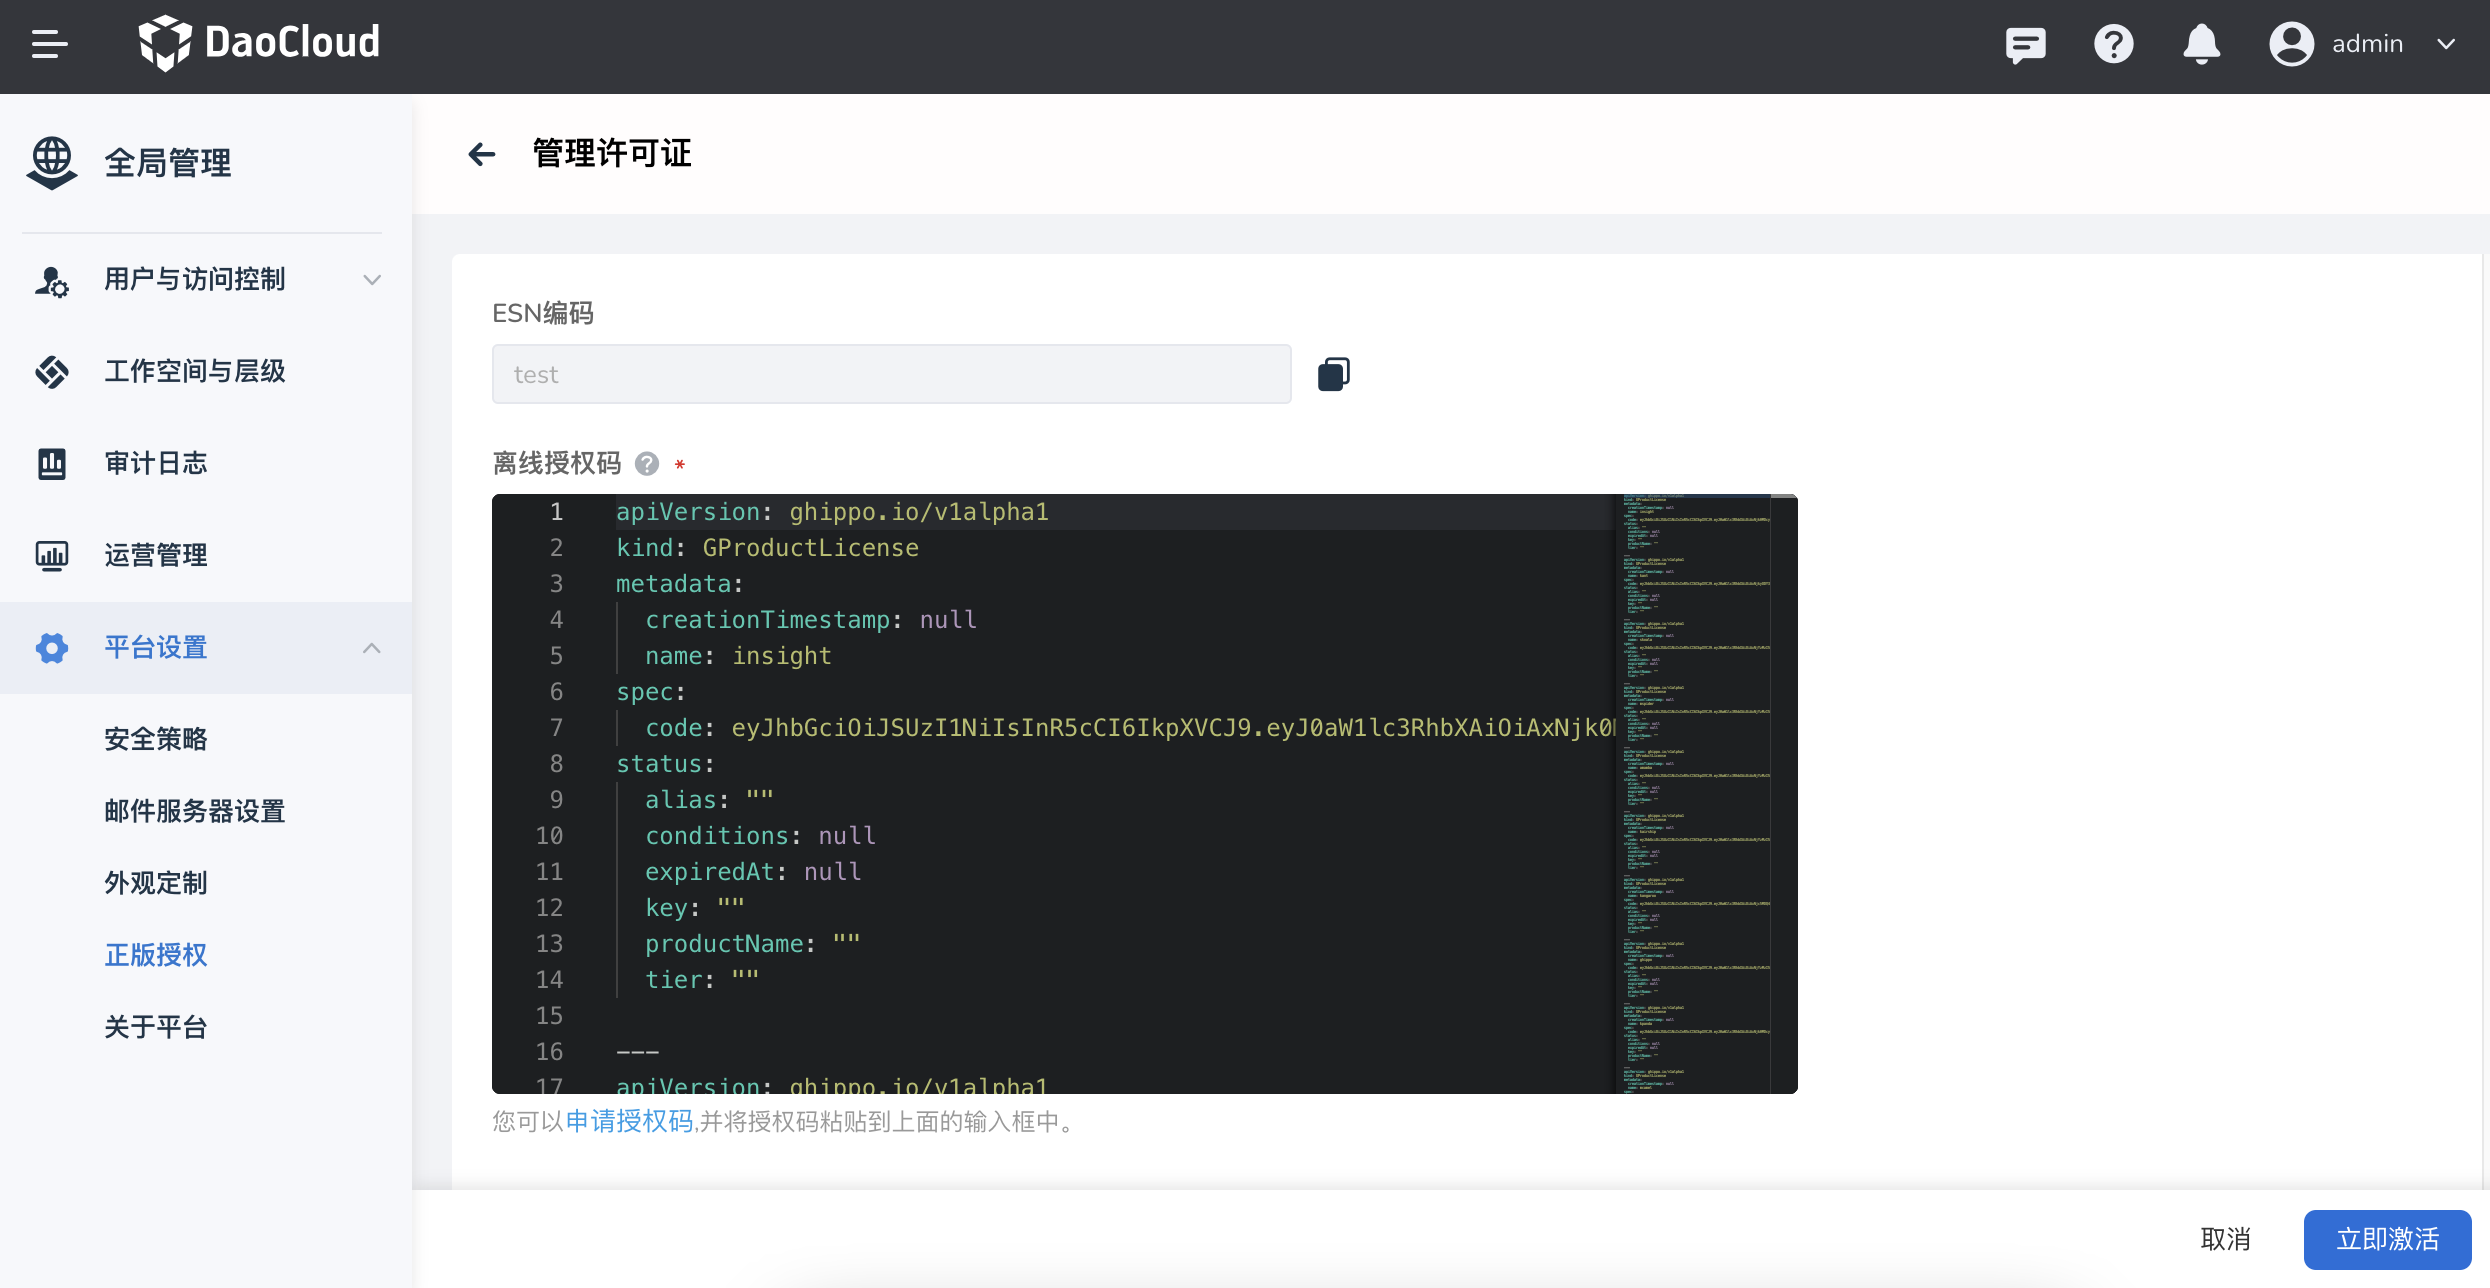 DaoCloud
admin
全局管理
用户与访问控制
工作空间与层级
审计日志
运营管理
平台设置
安全策略
邮件服务器设置
外观定制
正版授权
关于平台
管理许可证
ESN编码
test
离线授权码 *
1 apiVersion: ghippo.io/v1alpha1
2 kind: GProductLicense
3 metadata:
4 creationTimestamp: null
5 name: insight
6 spec:
7 code: eyJhbGciOiJSUzI1NiIsInR5cCI6IkpXVCJ9.eyJ0aW1lc3RhbXAiOiAxNjk0
8 status:
9 alias: ""
10 conditions: null
11 expiredAt: null
12 key: ""
13 productName: ""
14 tier: ""
15
16 ---
17 apiVersion: ghippo.io/v1alpha1
您可以申请授权码,并将授权码粘贴到上面的输入框中。
取消
立即激活